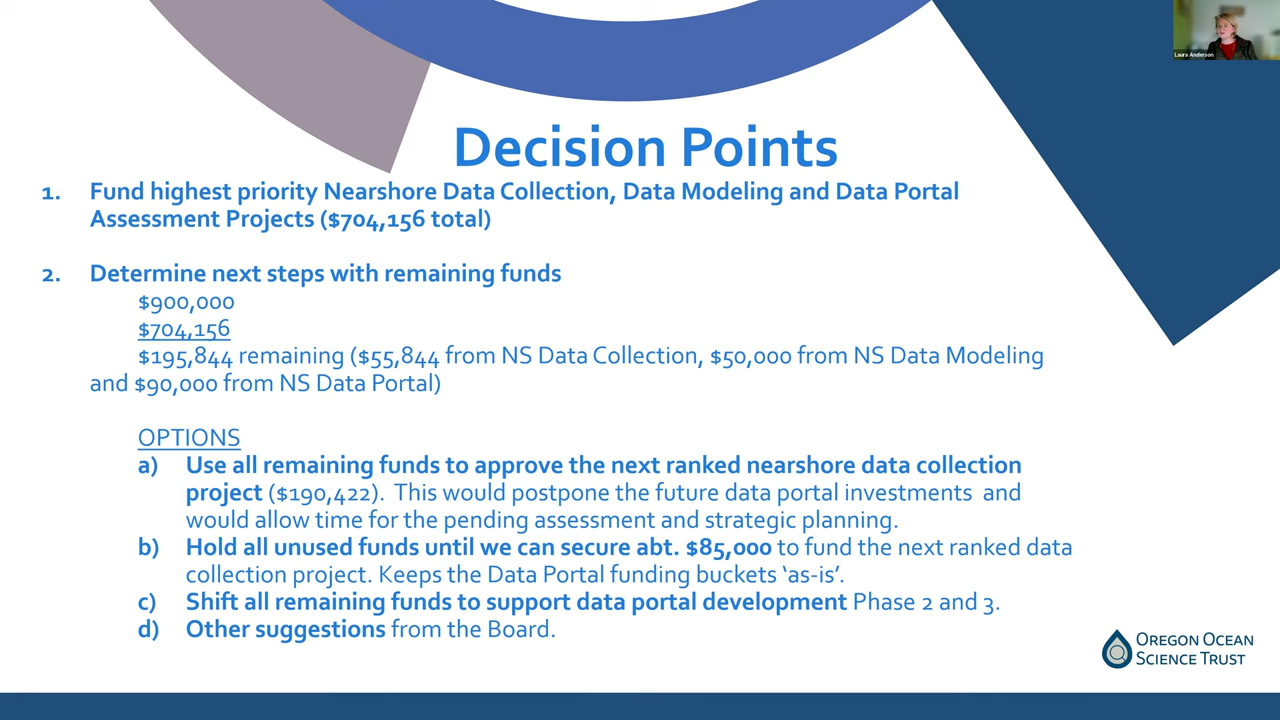 Laura Anderson
Decision Points
1. Fund highest priority Nearshore Data Collection, Data Modeling and Data Portal
Assessment Projects ($704,156 total)
2. Determine next steps with remaining funds
$900,000
$704,156
$195,844 remaining ($55,844 from NS Data Collection, $50,000 from NS Data Modeling
and $90,000 from NS Data Portal)
OPTIONS
a) Use all remaining funds to approve the next ranked nearshore data collection
project ($190,422). This would postpone the future data portal investments and
would allow time for the pending assessment and strategic planning.
b) Hold all unused funds until we can secure abt. $85,000 to fund the next ranked data
collection project. Keeps the Data Portal funding buckets ‘as-is’.
c) Shift all remaining funds to support data portal development Phase 2 and 3.
d) Other suggestions from the Board.
OREGON OCEAN
SCIENCE TRUST